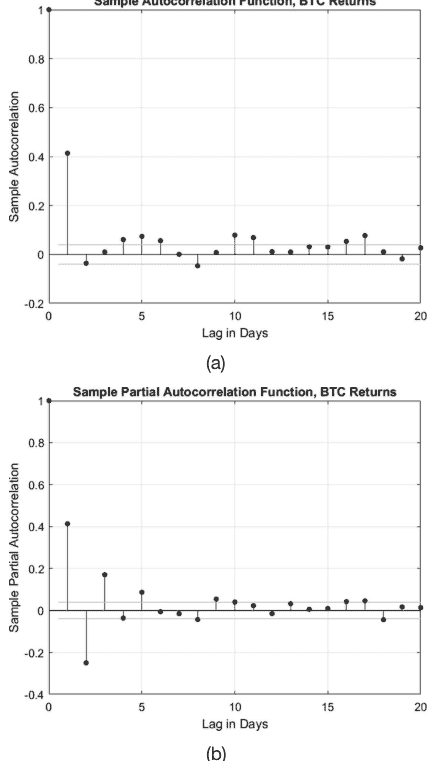 Sample Autocorrelation Function, BTC Returns
1
0.8
0.6
0.4
0.2
0
-0.2
Sample Autocorrelation
0 5 10 15 20
Lag in Days
(a)
Sample Partial Autocorrelation Function, BTC Returns
1
0.8
0.6
0.4
0.2
0
-0.2
-0.4
Sample Partial Autocorrelation
0 5 10 15 20
Lag in Days
(b)